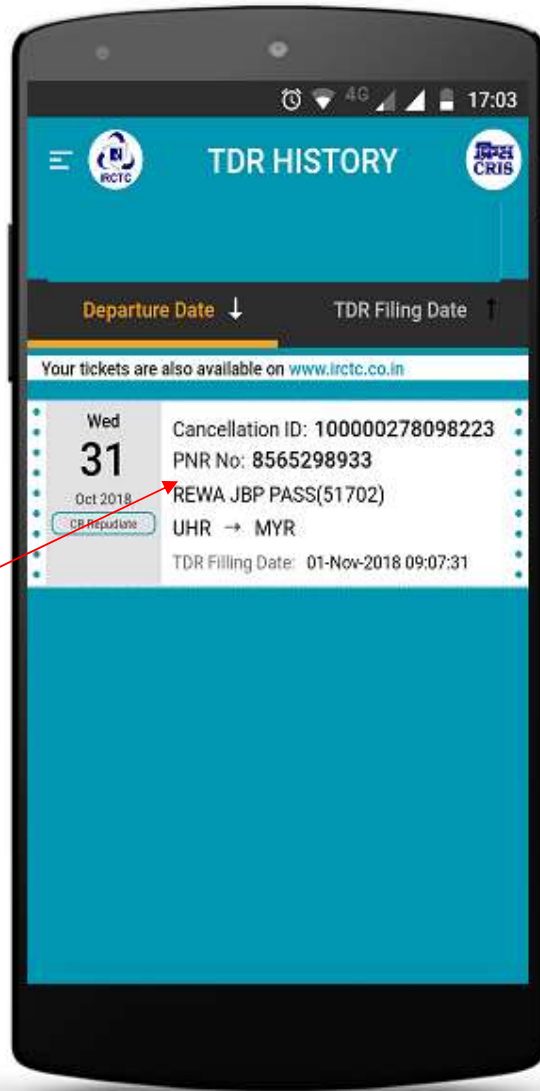 4G 17:03
IRCTC TDR HISTORY क्रिस CRIS
Departure Date ↓ TDR Filing Date ↑
Your tickets are also available on www.irctc.co.in
Wed
31
Oct 2018
CR Repudiate
Cancellation ID: 100000278098223
PNR No: 8565298933
REWA JBP PASS(51702)
UHR → MYR
TDR Filling Date: 01-Nov-2018 09:07:31